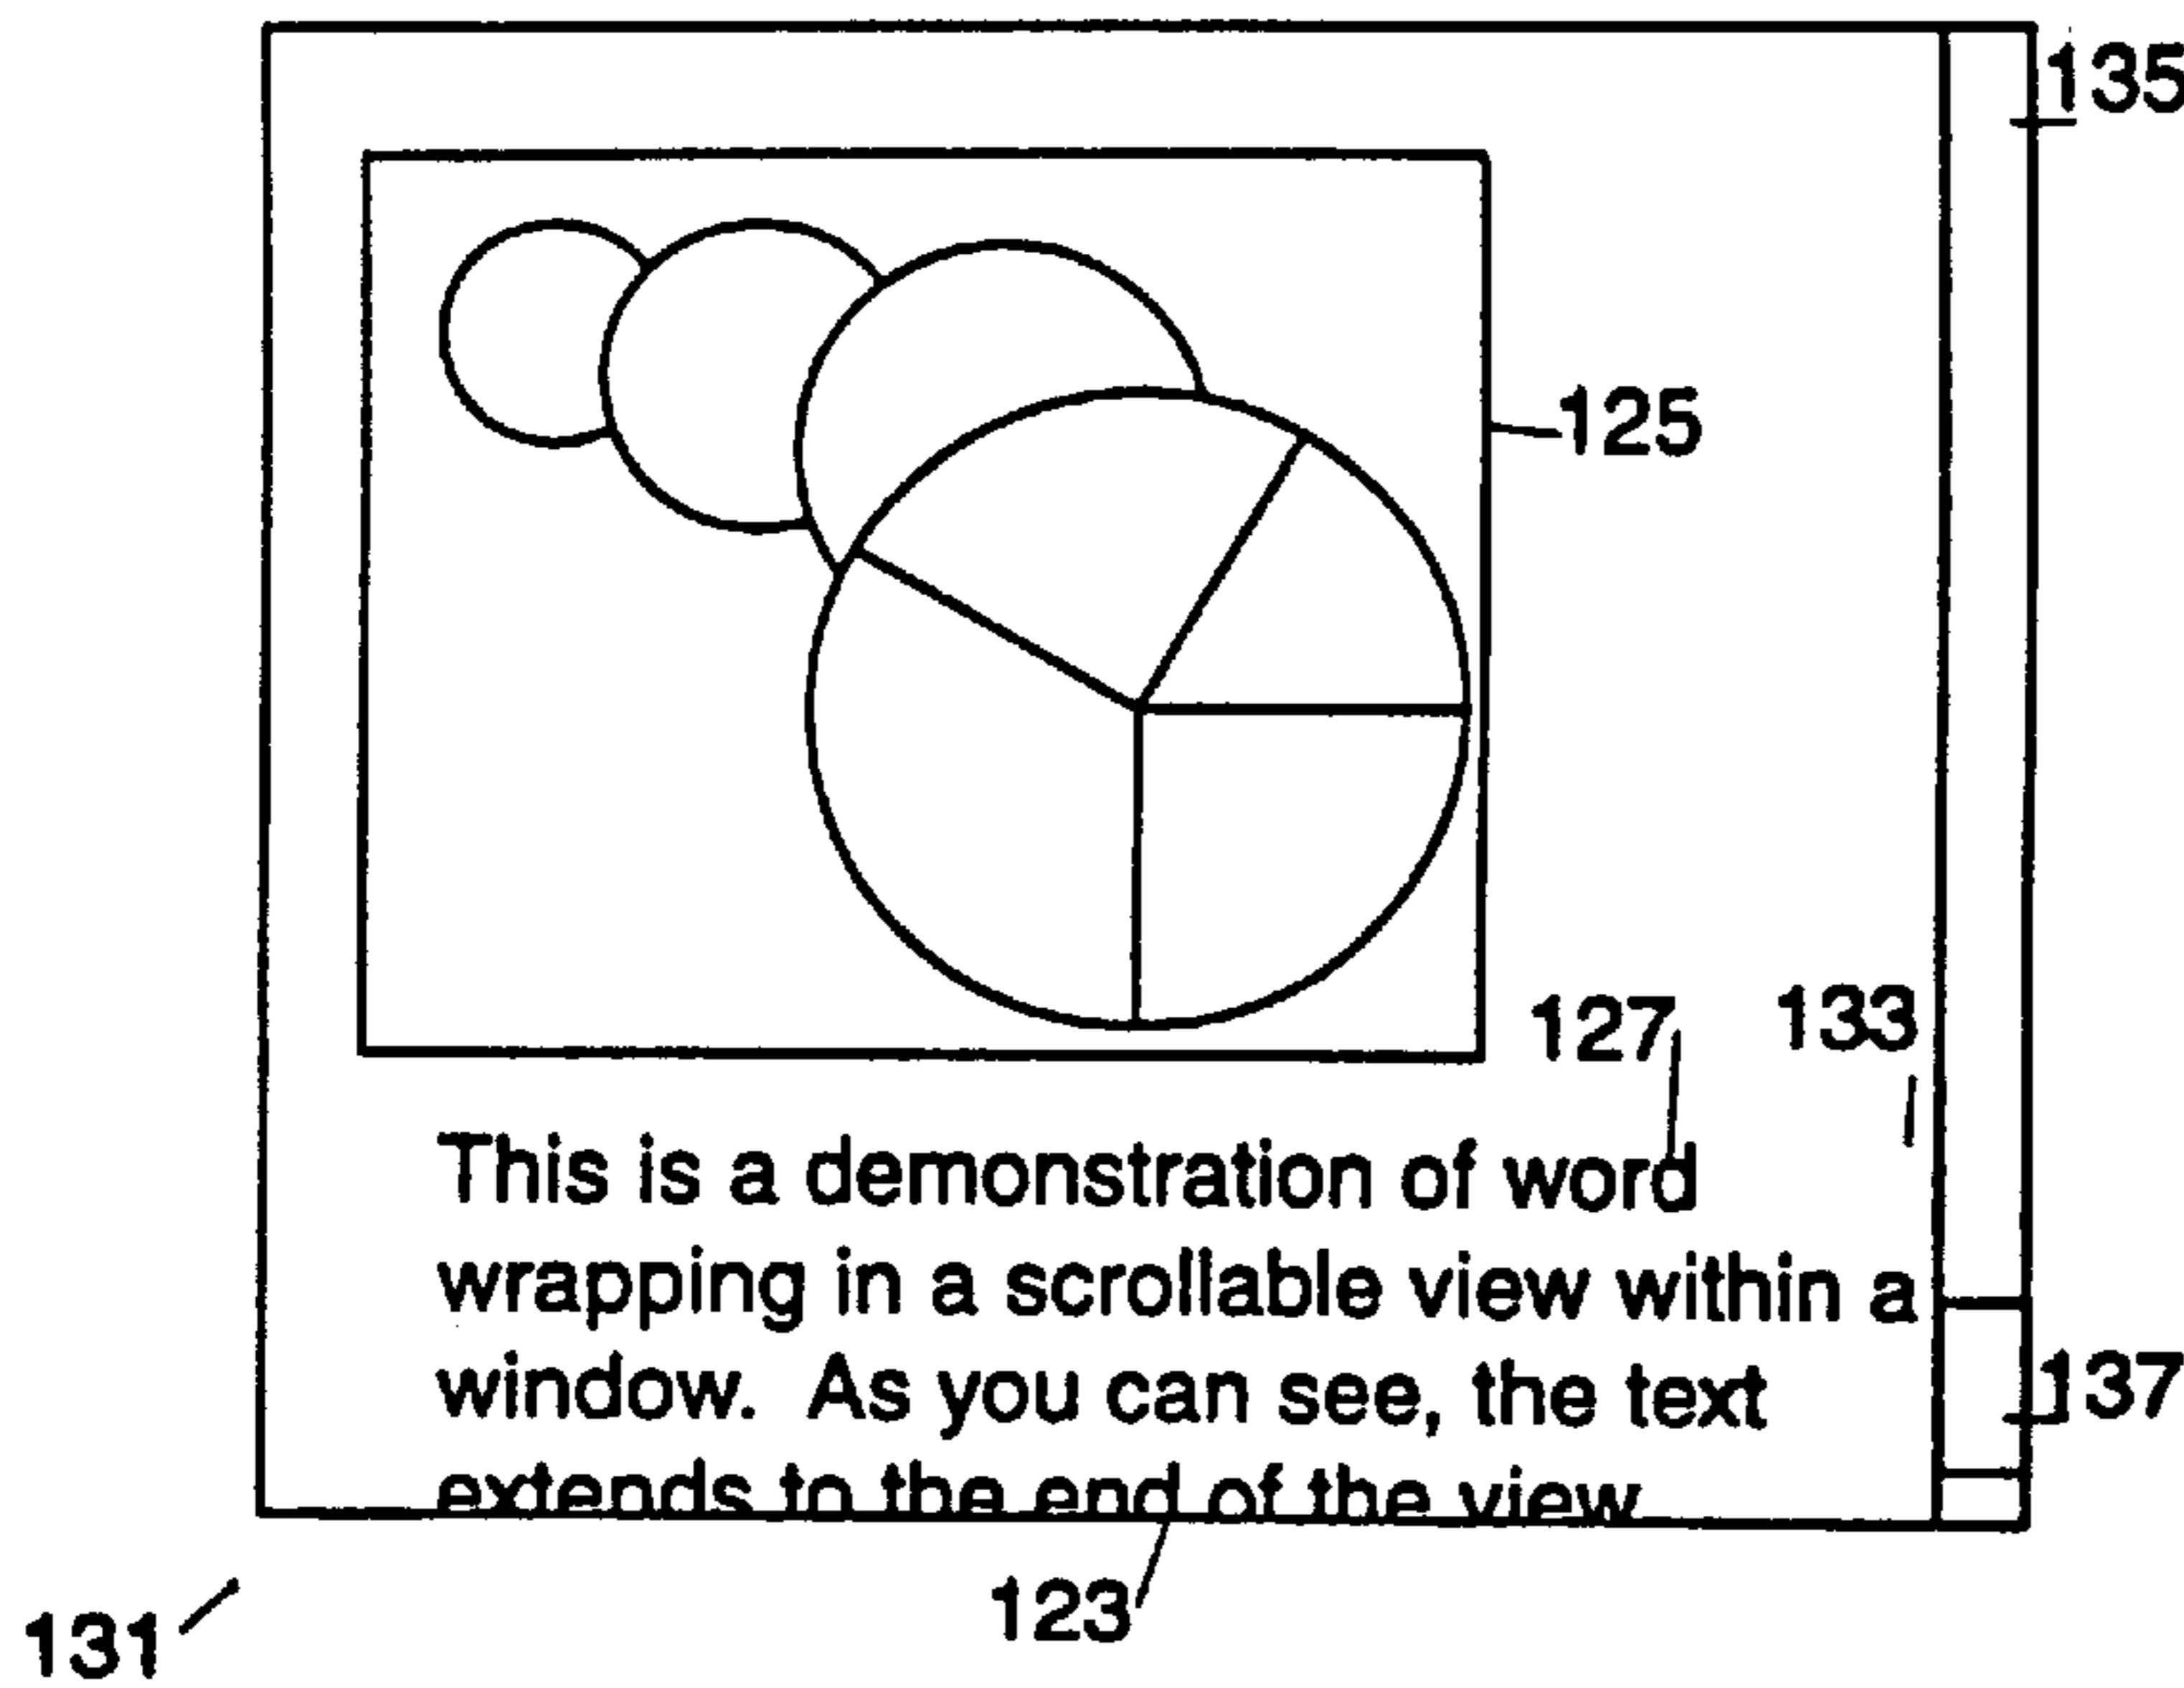 135
125
127
133
This is a demonstration of word
wrapping in a scrollable view within a
window. As you can see, the text
137
extends to the end of the view
123
131